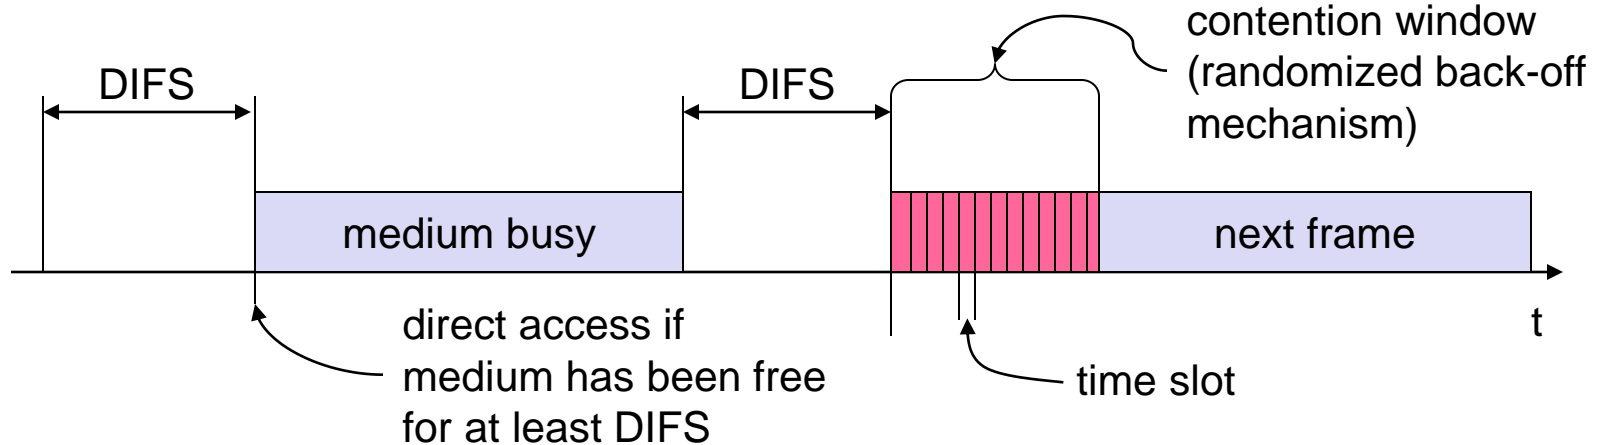 contention window
(randomized back-off
mechanism)
DIFS
DIFS
medium busy
next frame
direct access if
medium has been free
for at least DIFS
t
time slot